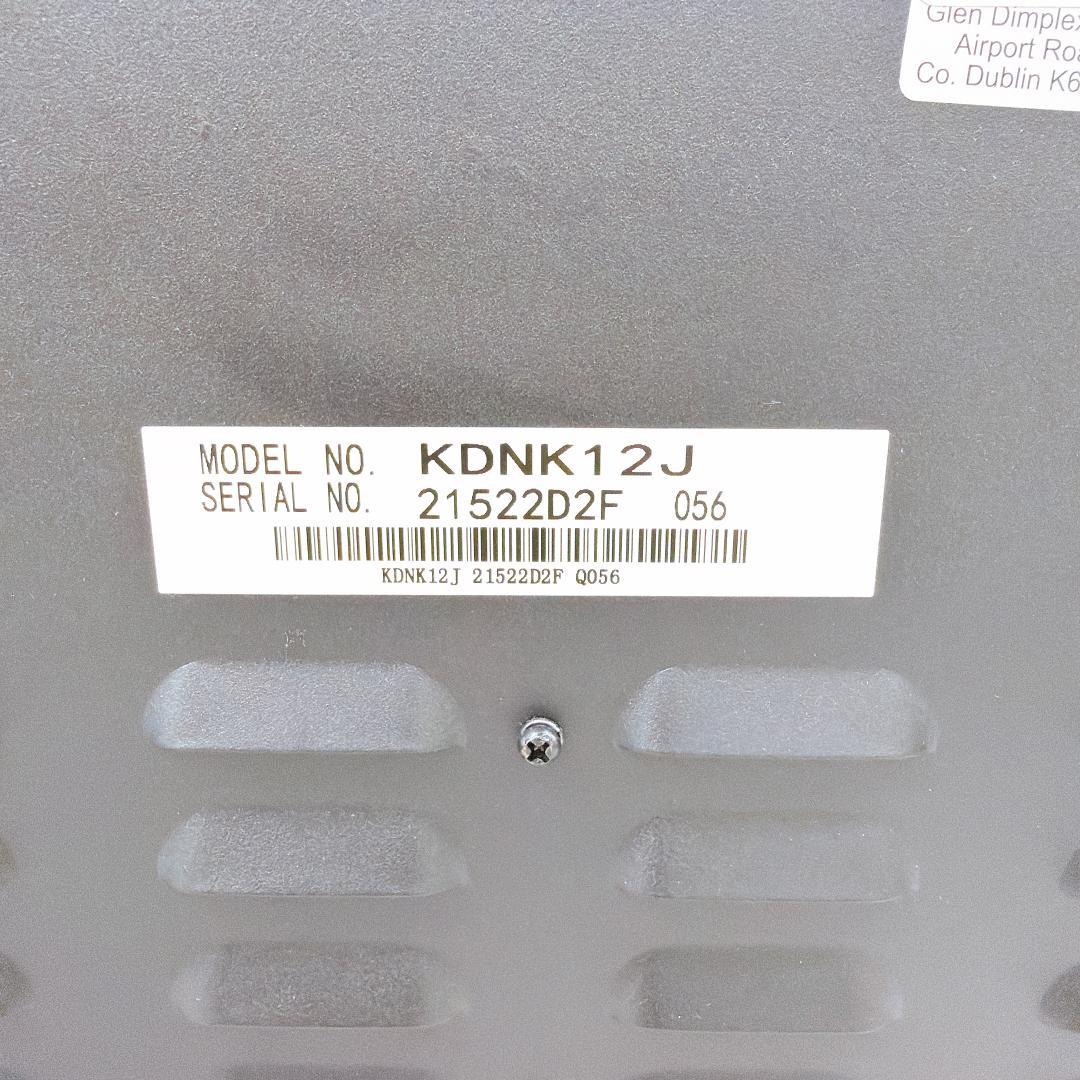 Glen Dimplex
Airport Roa
Co. Dublin K6
MODEL NO. KDNK12J
SERIAL NO. 21522D2F 056
KDNK12J 21522D2F Q056